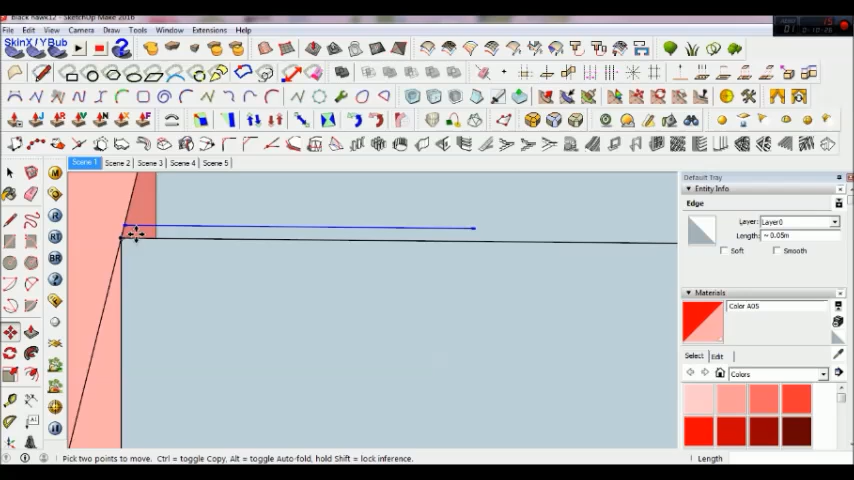 Black hawk12 - SketchUp Make 2016
File Edit View Camera Draw Tools Window Extensions Help
SkinX/YBub
Scene 1 Scene 2 Scene 3 Scene 4 Scene 5
Default Tray
Entity Info
Edge
Layer: Layer0
Length: ~ 0.05m
Soft Smooth
Materials
Color A05
Select Edit
Colors
Pick two points to move. Ctrl = toggle Copy, Alt = toggle Auto-fold, hold Shift = lock inference. Length